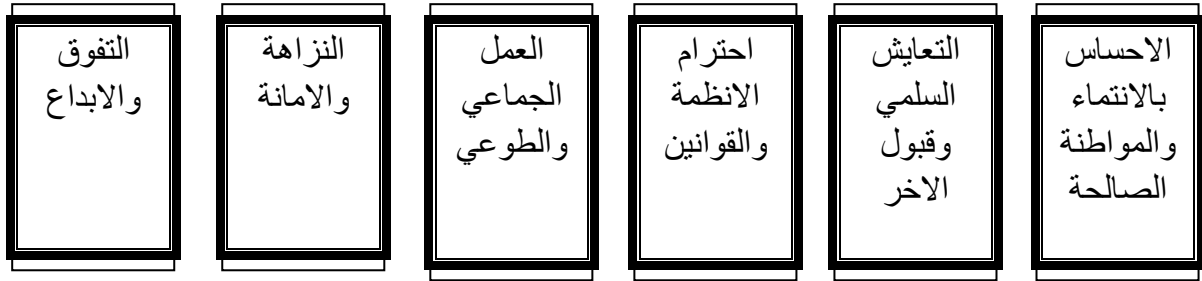 الاحساس
بالانتماء
والمواطنة
الصالحة
التعايش
السلمي
وقبول
الاخر
احترام
الانظمة
والقوانين
العمل
الجماعي
والطوعي
النزاهة
والامانة
التفوق
والابداع